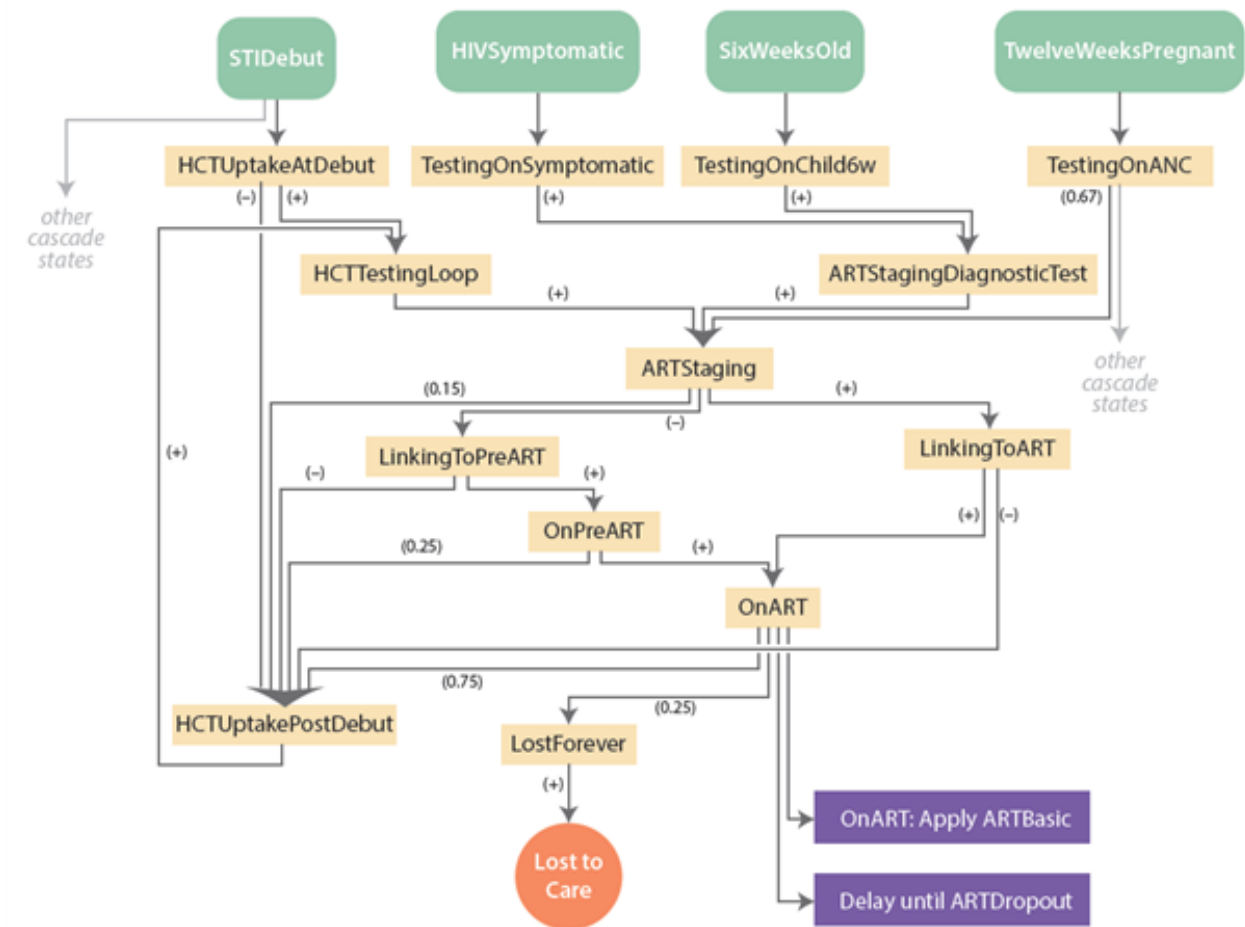 STIDebut
HIVSymptomatic
SixWeeksOld
TwelveWeeksPregnant
HCTUptakeAtDebut
TestingOnSymptomatic
TestingOnChild6w
TestingOnANC
(–)
(+)
(+)
(+)
(0.67)
other
cascade
states
HCTTestingLoop
ARTStagingDiagnosticTest
(+)
(+)
ARTStaging
other
cascade
states
(0.15)
(–)
(+)
(+)
LinkingToPreART
LinkingToART
(–)
(+)
OnPreART
(+)
(–)
(0.25)
(+)
OnART
(0.75)
(0.25)
HCTUptakePostDebut
LostForever
(+)
OnART: Apply ARTBasic
Lost to
Care
Delay until ARTDropout